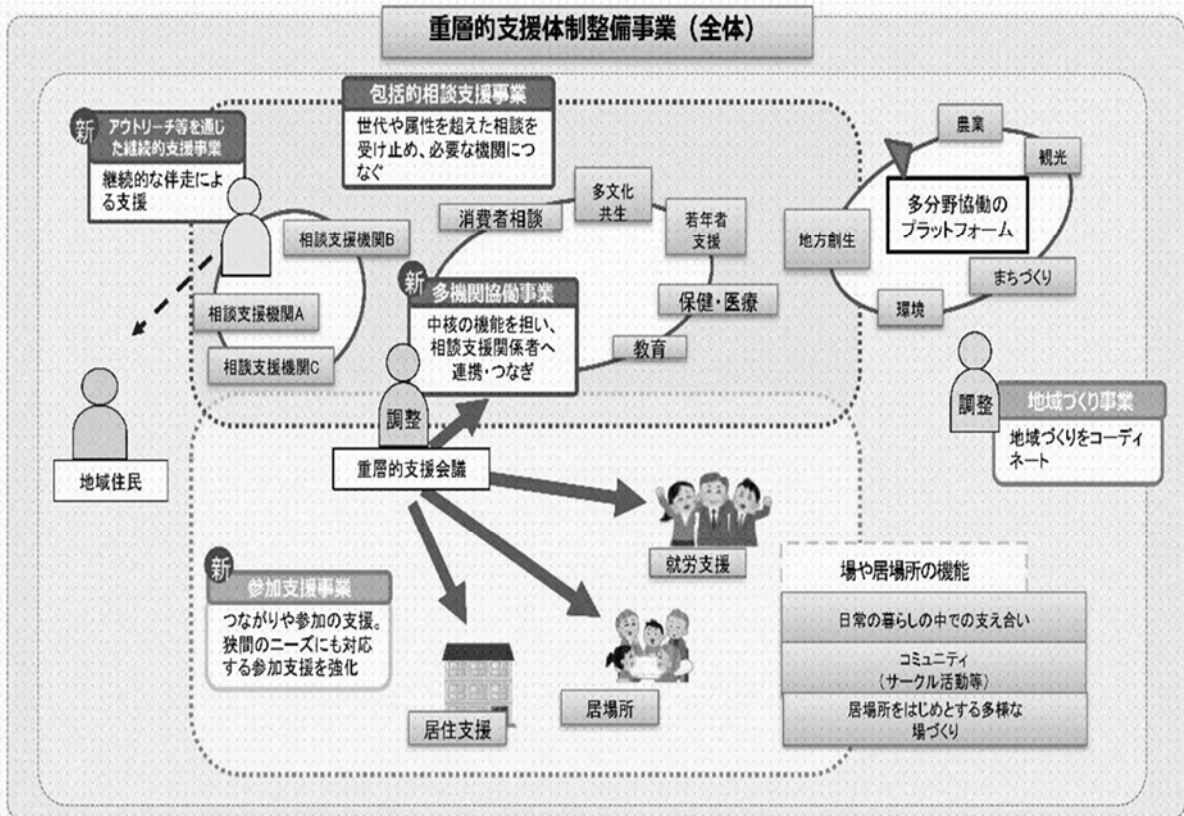 重層的支援体制整備事業（全体）
新
アウトリーチ等を通じ
た継続的支援事業
継続的な伴走によ
る支援
包括的相談支援事業
世代や属性を超えた相談を
受け止め、必要な機関につ
なぐ
相談支援機関B
相談支援機関A
相談支援機関C
消費者相談
多文化
共生
若年者
支援
保健・医療
教育
新
多機関協働事業
中核の機能を担い、
相談支援関係者へ
連携・つなぎ
調整
重層的支援会議
農業
観光
多分野協働の
プラットフォーム
地方創生
まちづくり
環境
調整
地域づくり事業
地域づくりをコーディ
ネート
地域住民
新
参加支援事業
つながりや参加の支援。
狭間のニーズにも対応
する参加支援を強化
就労支援
居場所
居住支援
場や居場所の機能
日常の暮らしの中での支え合い
コミュニティ
（サークル活動等）
居場所をはじめとする多様な
場づくり